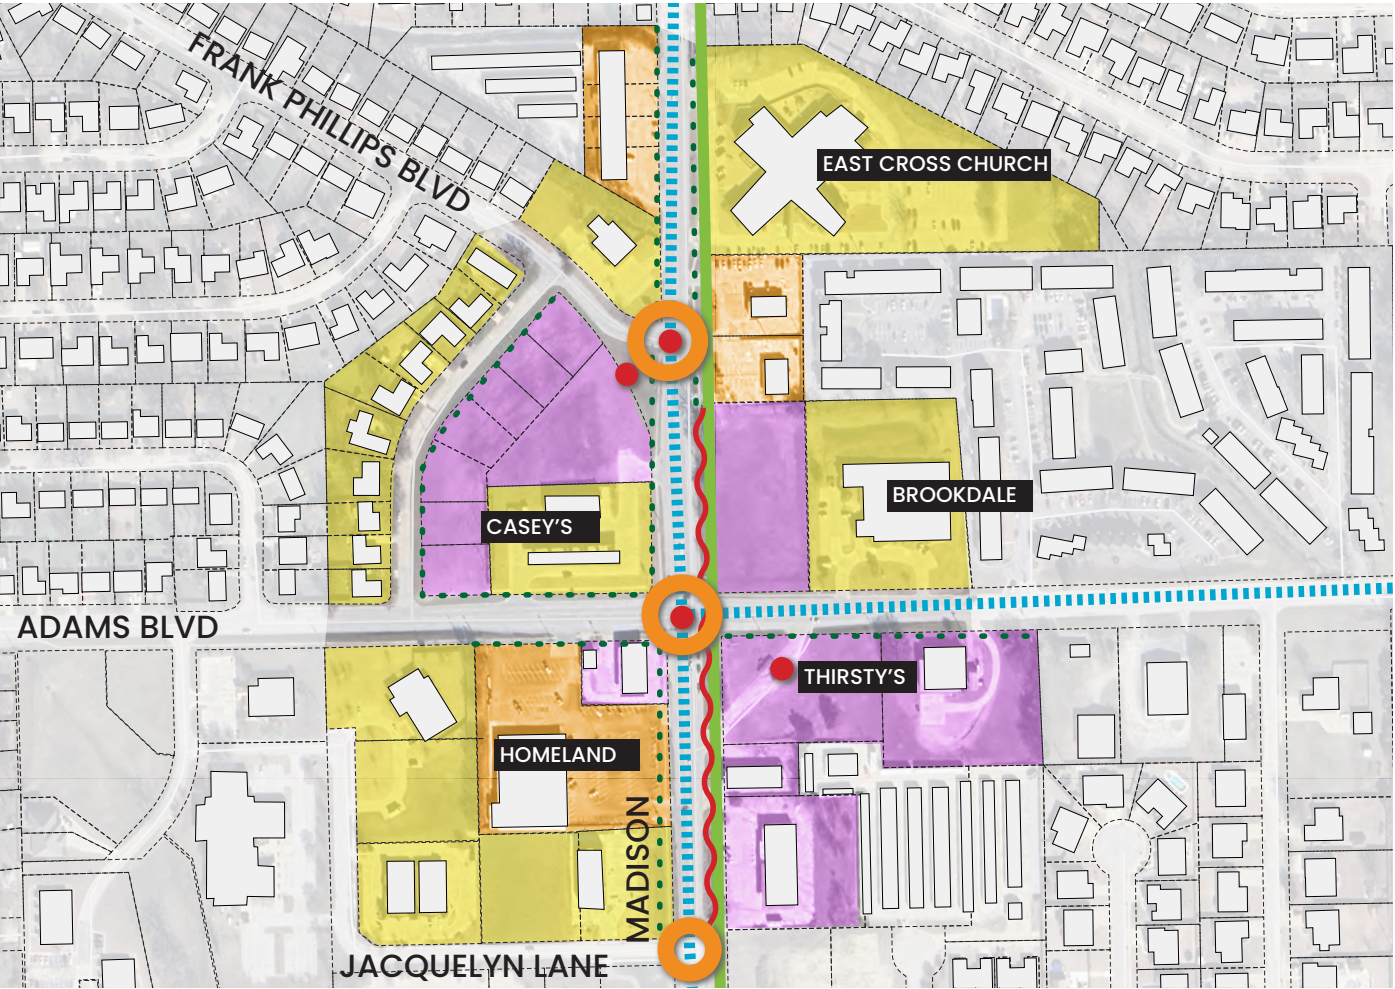 FRANK PHILLIPS BLVD
EAST CROSS CHURCH
BROOKDALE
CASEY'S
ADAMS BLVD
THIRSTY'S
HOMELAND
MADISON
JACQUELYN LANE